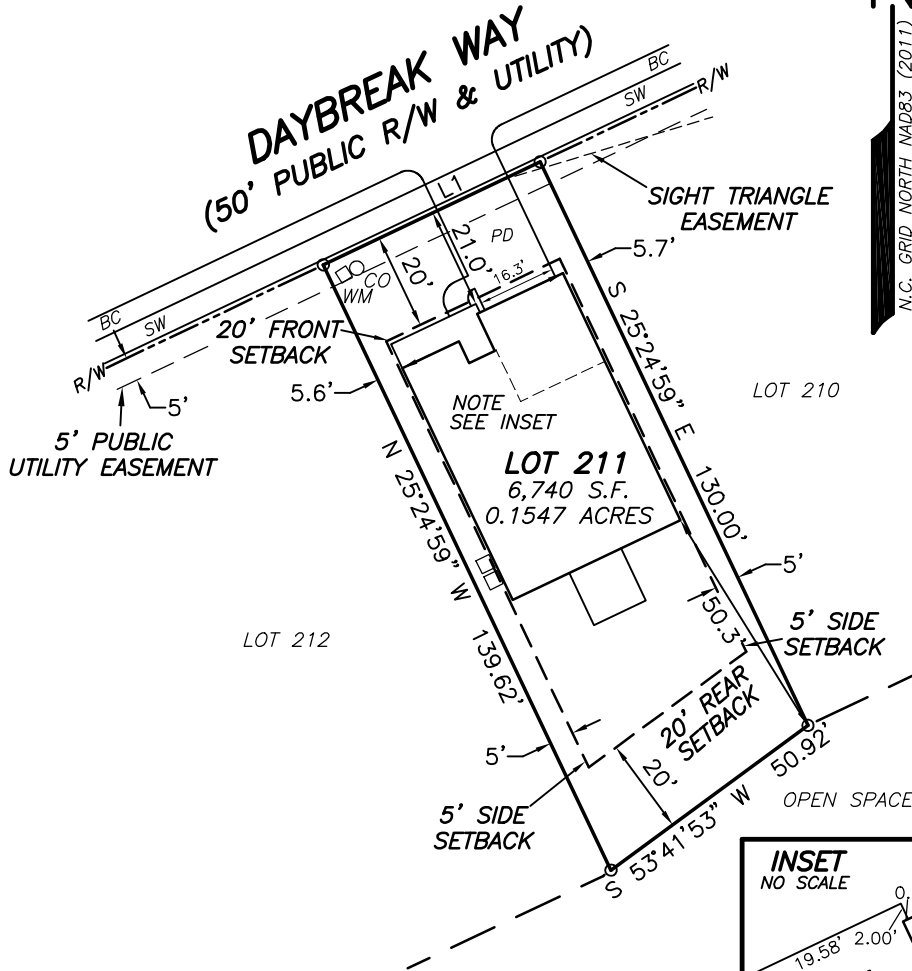 DAYBREAK WAY
(50' PUBLIC R/W & UTILITY)
N.C. GRID NORTH NAD83 (2011)
BC
SW
R/W
L1
SIGHT TRIANGLE
EASEMENT
PD
21.0'
20'
16.3'
CO
WM
5.7'
BC
SW
R/W
20' FRONT
SETBACK
5.6'
5'
5' PUBLIC
UTILITY EASEMENT
S 25°24'59" E 130.00'
LOT 210
NOTE
SEE INSET
LOT 211
6,740 S.F.
0.1547 ACRES
N 25°24'59" W 139.62'
LOT 212
5'
50.3'
5' SIDE
SETBACK
20' REAR
SETBACK
20'
5'
5' SIDE
SETBACK
S 53°41'53" W 50.92'
OPEN SPACE
INSET
NO SCALE
19.58'
2.00'
0.